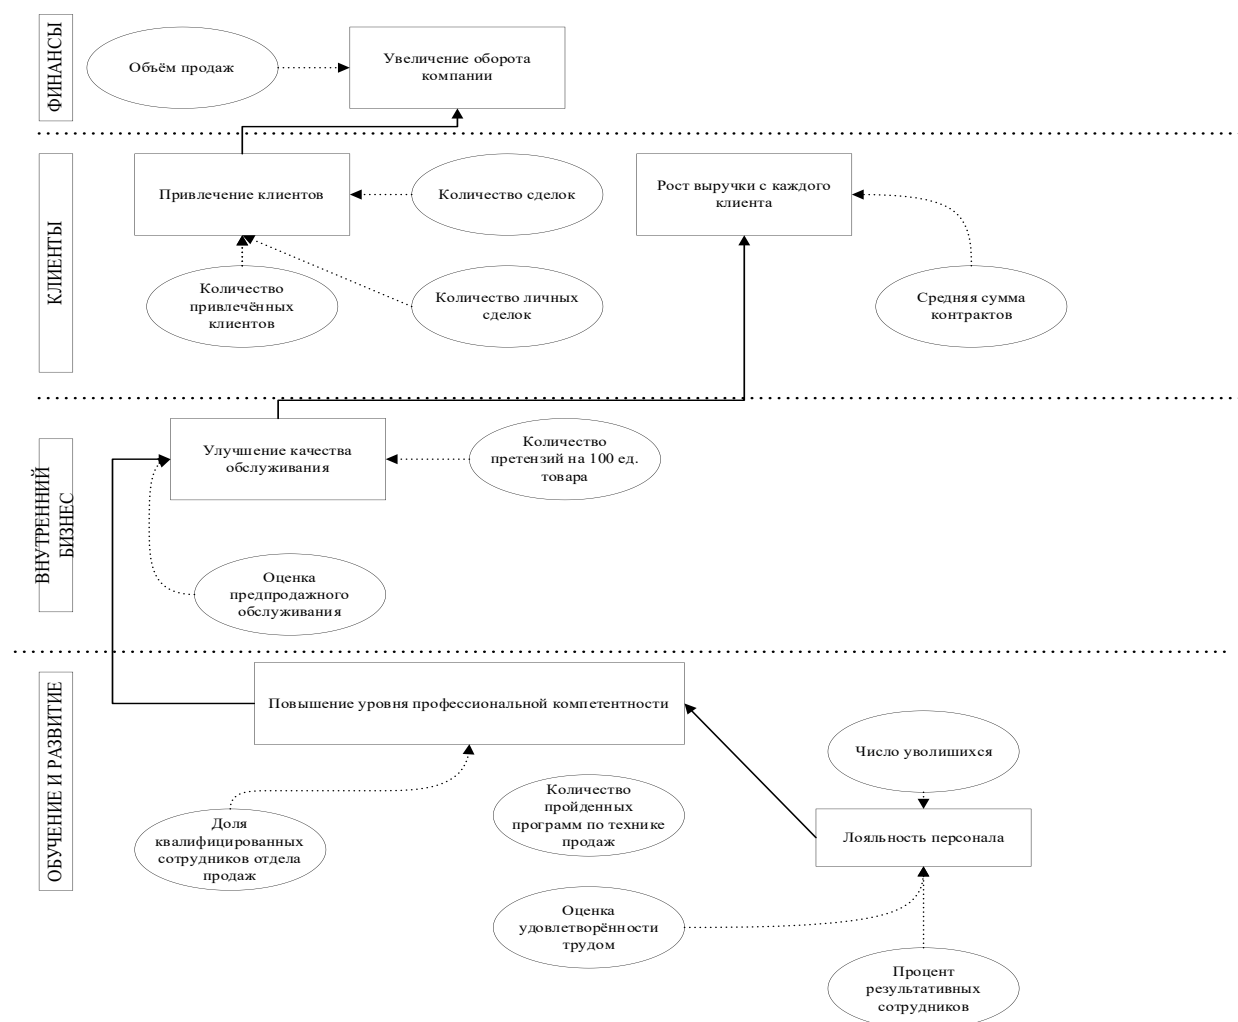 ФИНАНСЫ
Объём продаж
Увеличение оборота
компании
КЛИЕНТЫ
Привлечение клиентов
Количество сделок
Рост выручки с каждого
клиента
Количество
привлечённых
клиентов
Количество личных
сделок
Средняя сумма
контрактов
ВНУТРЕННИЙ
БИЗНЕС
Улучшение качества
обслуживания
Количество
претензий на 100 ед.
товара
Оценка
предпродажного
обслуживания
ОБУЧЕНИЕ И РАЗВИТИЕ
Повышение уровня профессиональной компетентности
Число уволишихся
Количество
пройденных
программ по технике
продаж
Доля
квалифицированных
сотрудников отдела
продаж
Лояльность персонала
Оценка
удовлетворённости
трудом
Процент
результативных
сотрудников